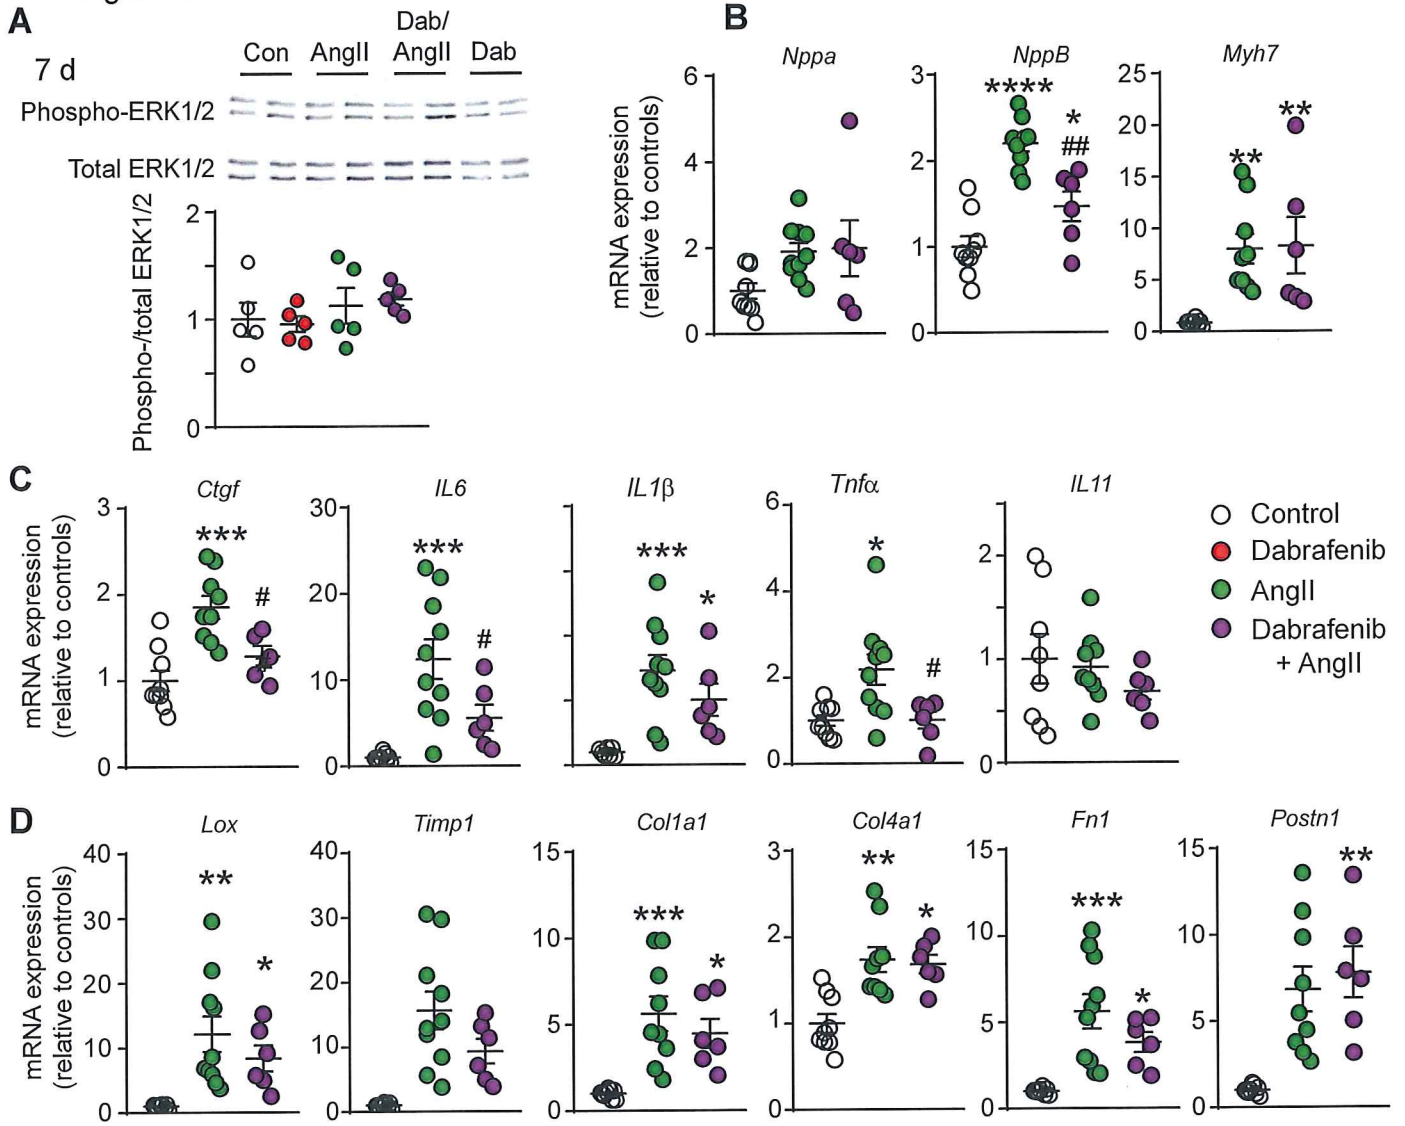 A
7 d
Con AngII Dab/ AngII Dab
Phospho-ERK1/2
Total ERK1/2
Phospho-/total ERK1/2
2
1
0
B
mRNA expression
(relative to controls)
Nppa
6
4
2
0
NppB
3
2
1
0
****
*
##
Myh7
25
20
15
10
5
0
**
**
C
mRNA expression
(relative to controls)
Ctgf
3
2
1
0
***
#
IL6
30
20
10
0
***
#
IL1β
***
*
Tnfα
6
4
2
0
*
#
IL11
2
1
0
Control
Dabrafenib
AngII
Dabrafenib
+ AngII
D
mRNA expression
(relative to controls)
Lox
40
30
20
10
0
**
*
Timp1
40
30
20
10
0
Col1a1
15
10
5
0
***
*
Col4a1
3
2
1
0
**
*
Fn1
15
10
5
0
***
*
Postn1
15
10
5
0
**